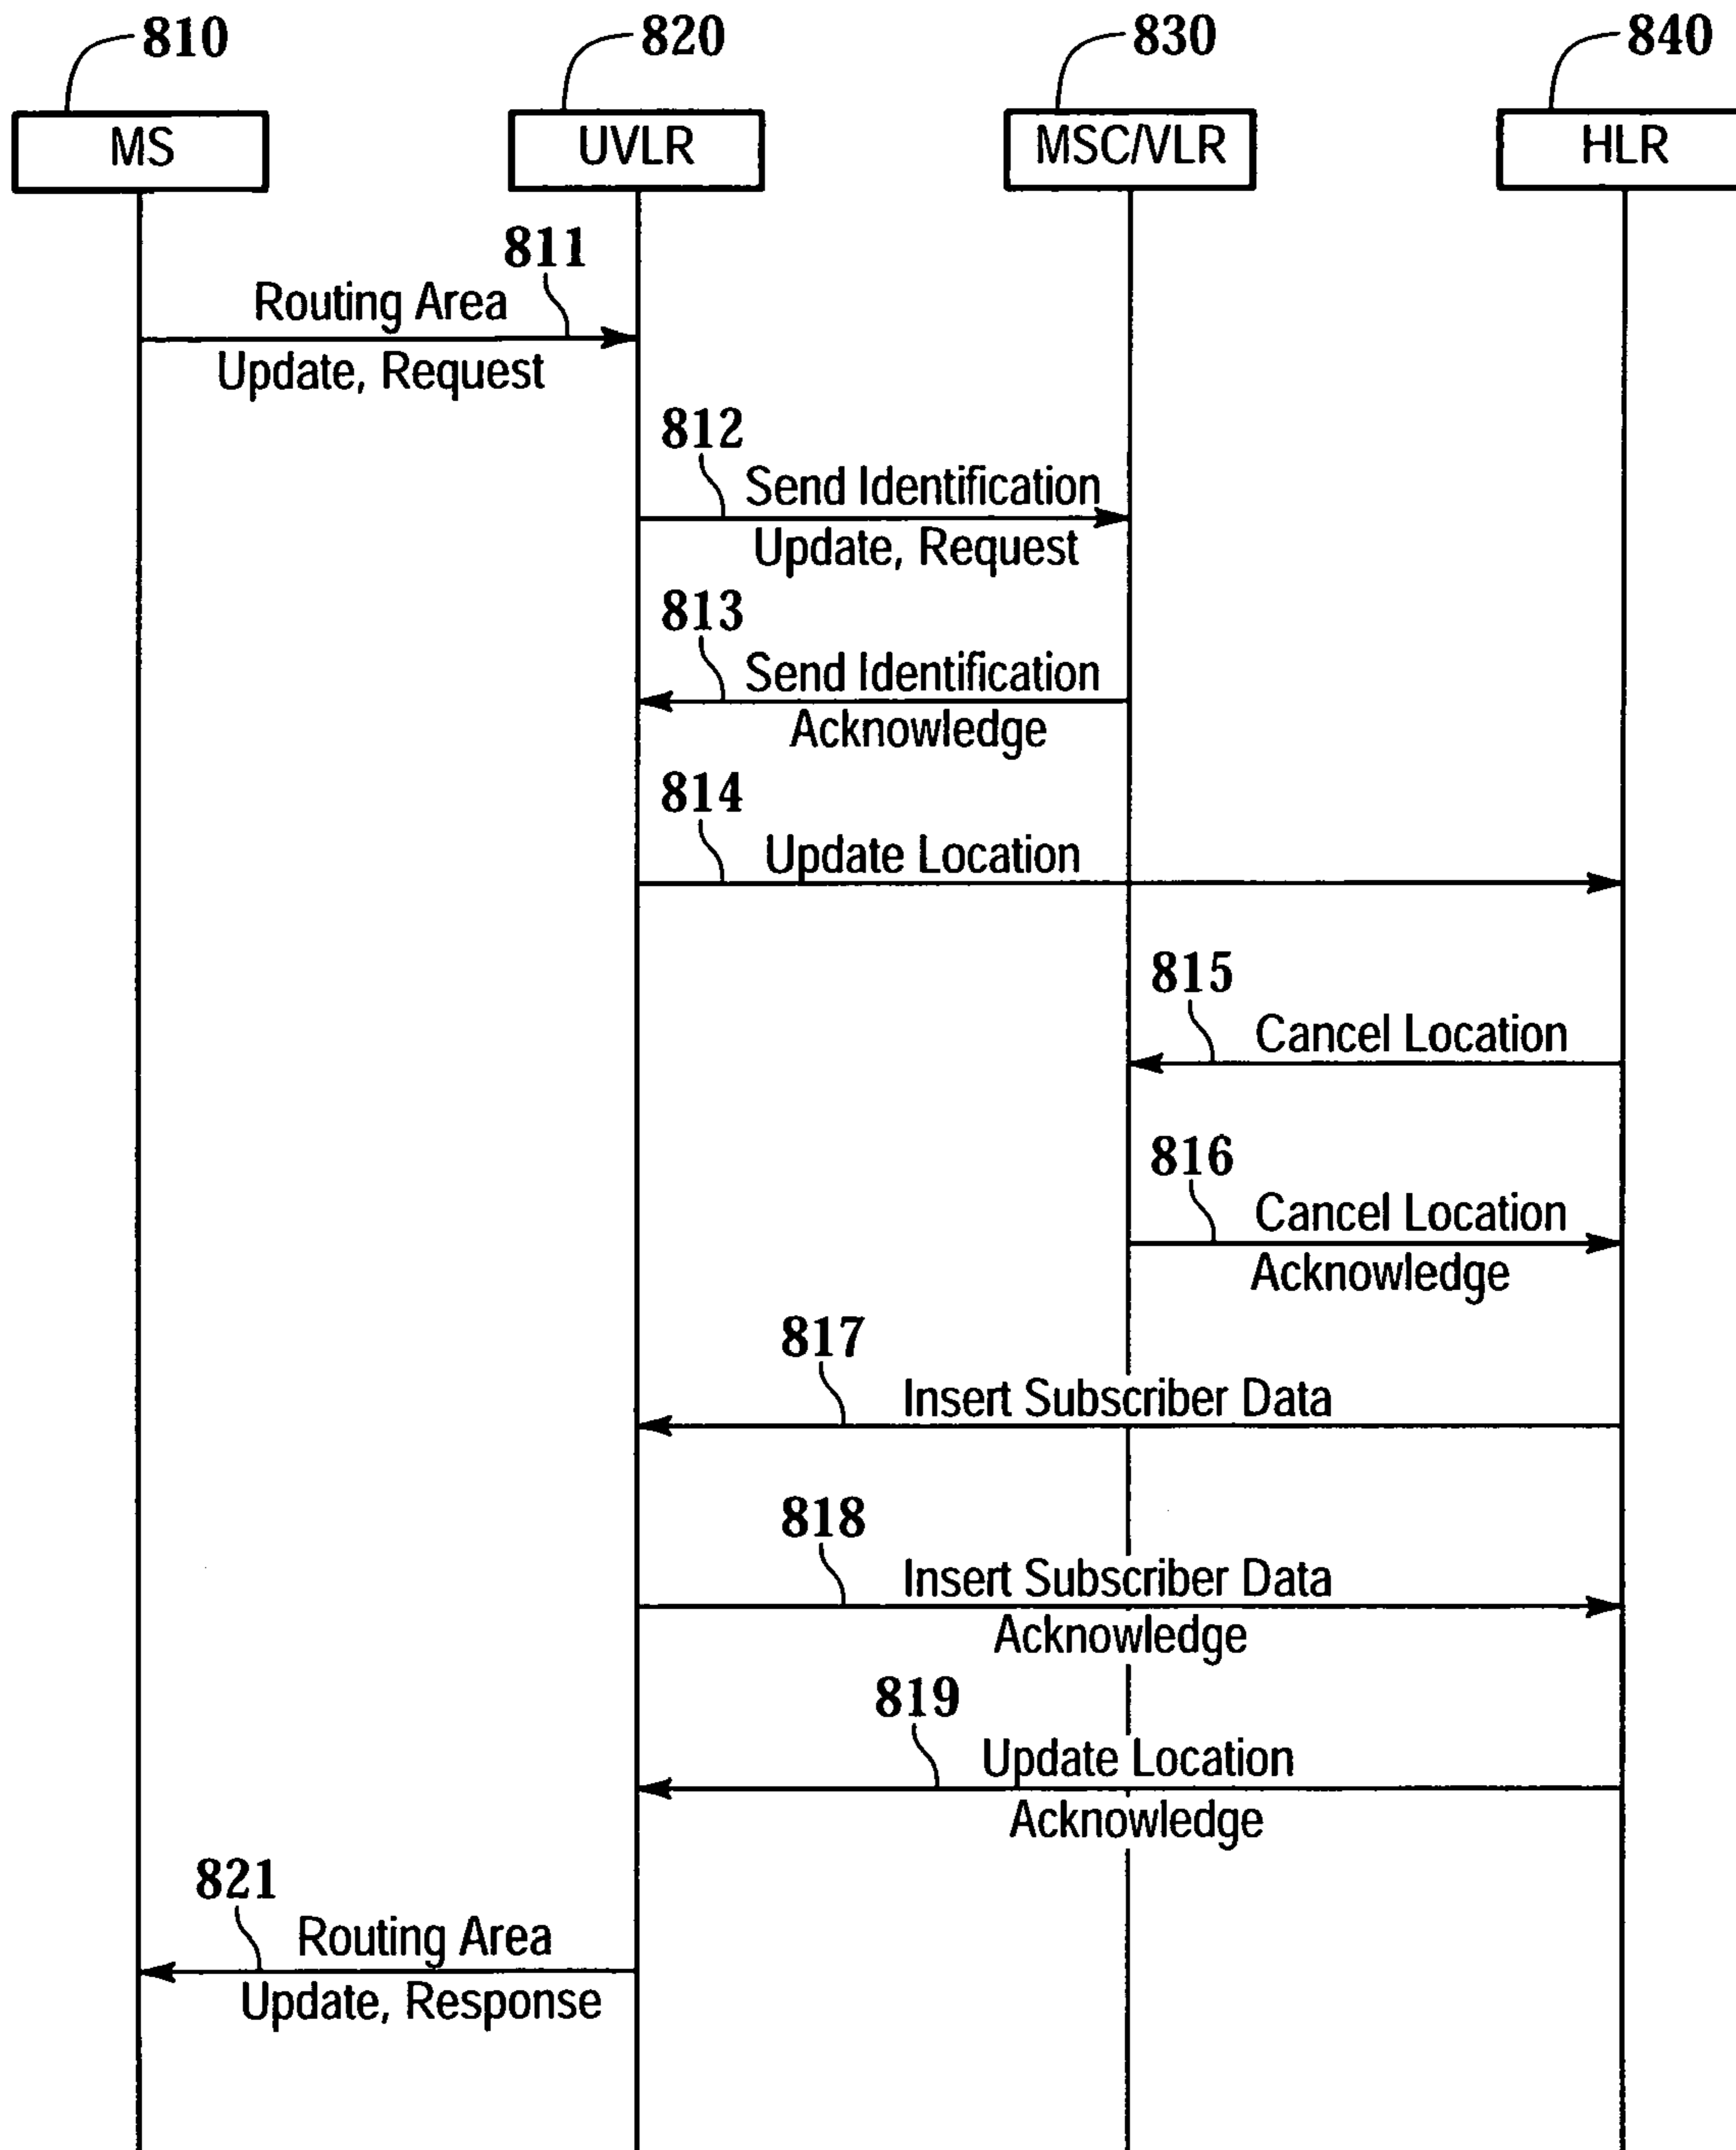 810
820
830
840
MS
UVLR
MSC/VLR
HLR
811
Routing Area
Update, Request
812
Send Identification
Update, Request
813
Send Identification
Acknowledge
814
Update Location
815
Cancel Location
816
Cancel Location
Acknowledge
817
Insert Subscriber Data
818
Insert Subscriber Data
Acknowledge
819
Update Location
Acknowledge
821
Routing Area
Update, Response